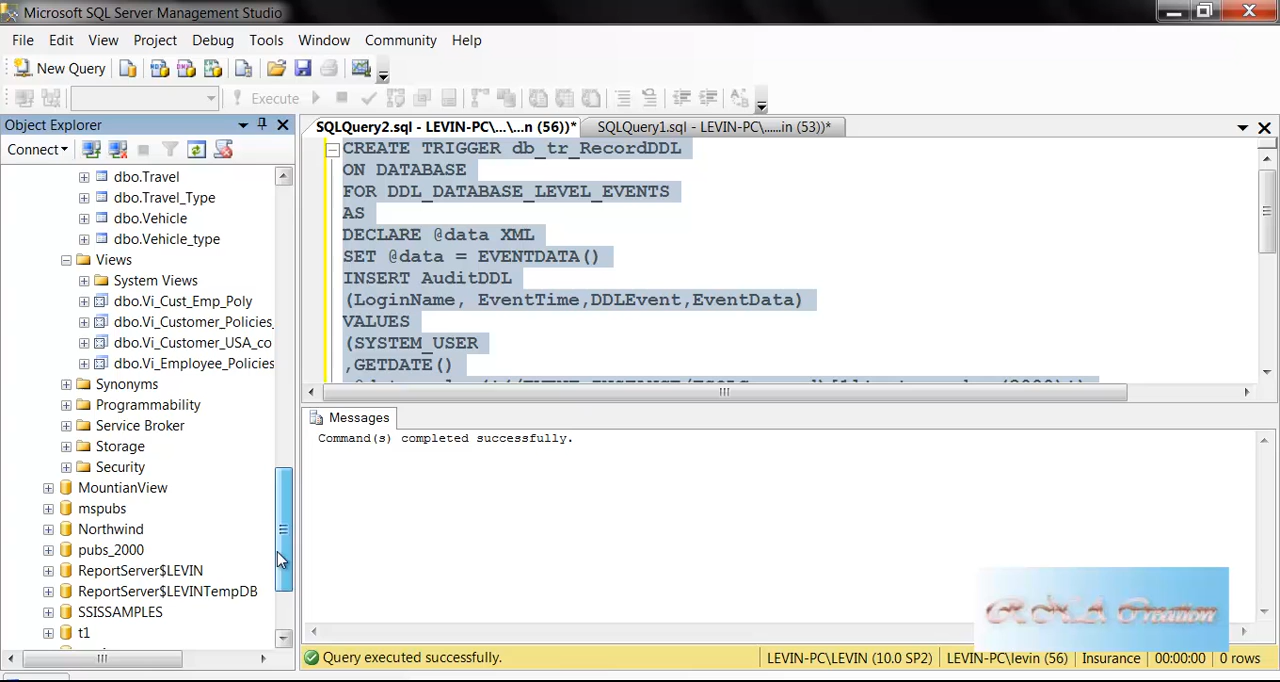 Microsoft SQL Server Management Studio
File Edit View Project Debug Tools Window Community Help
New Query
Execute
Object Explorer
SQLQuery2.sql - LEVIN-PC\...\...n (56))* SQLQuery1.sql - LEVIN-PC\......in (53))*
Connect
dbo.Travel
dbo.Travel_Type
dbo.Vehicle
dbo.Vehicle_type
Views
System Views
dbo.Vi_Cust_Emp_Poly
dbo.Vi_Customer_Policies_
dbo.Vi_Customer_USA_co
dbo.Vi_Employee_Policies
Synonyms
Programmability
Service Broker
Storage
Security
MountianView
mspubs
Northwind
pubs_2000
ReportServer$LEVIN
ReportServer$LEVINTempDB
SSISSAMPLES
t1
CREATE TRIGGER db_tr_RecordDDL
ON DATABASE
FOR DDL_DATABASE_LEVEL_EVENTS
AS
DECLARE @data XML
SET @data = EVENTDATA()
INSERT AuditDDL
(LoginName, EventTime,DDLEvent,EventData)
VALUES
(SYSTEM_USER
,GETDATE()
Messages
Command(s) completed successfully.
Creation
Query executed successfully. LEVIN-PC\LEVIN (10.0 SP2) LEVIN-PC\levin (56) Insurance 00:00:00 0 rows